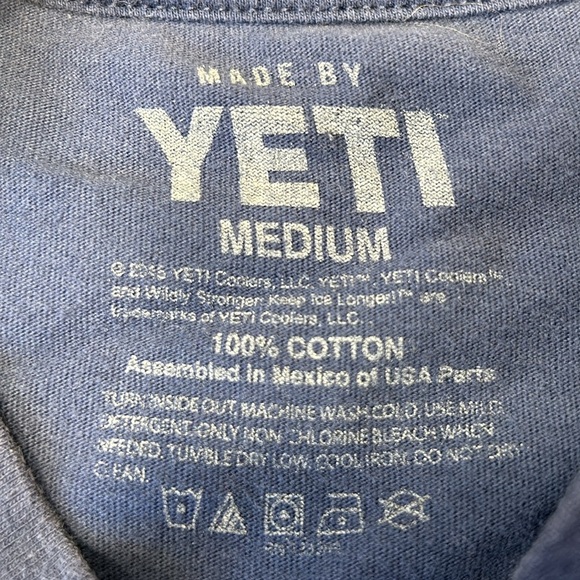 MADE BY
YETI
MEDIUM
YETI Coolers, LLC. YETI™, YETI Coolers™,
and Wildly Stronger! Keep Ice Longer!™ are
trademarks of YETI Coolers, LLC.
100% COTTON
Assembled in Mexico of USA Parts
TURN INSIDE OUT, MACHINE WASH COLD, USE MILD
DETERGENT. ONLY NON-CHLORINE BLEACH WHEN
NEEDED. TUMBLE DRY LOW. COOL IRON. DO NOT DRY
CLEAN.